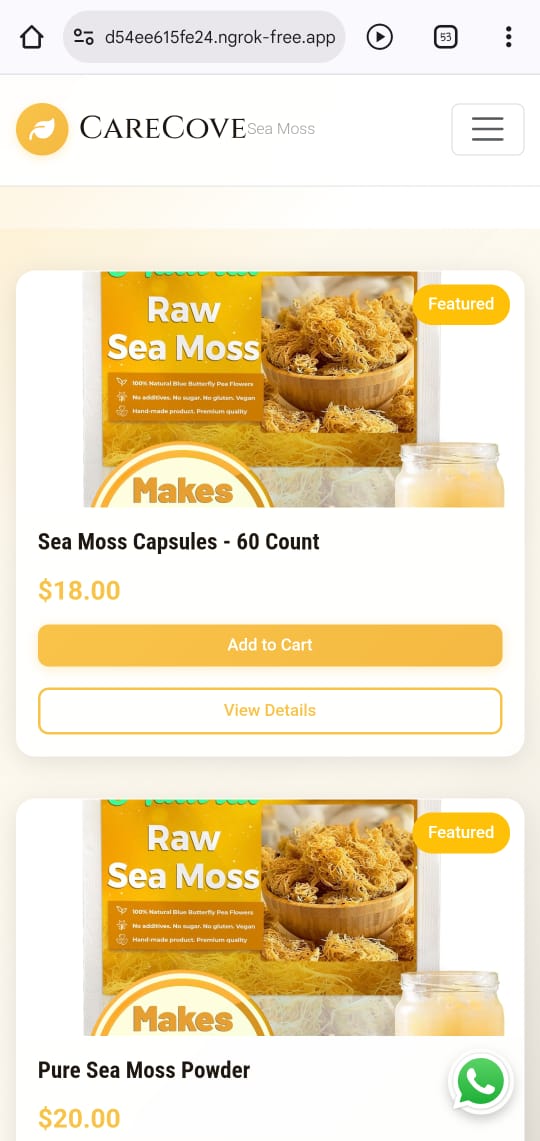 d54ee615fe24.ngrok-free.app
53
CARECOVE Sea Moss
Raw
Sea Moss
100% Natural Blue Butterfly Pea Flowers
No additives. No sugar. No gluten. Vegan
Hand-made product. Premium quality
Makes
Featured
Sea Moss Capsules - 60 Count
$18.00
Add to Cart
View Details
Raw
Sea Moss
100% Natural Blue Butterfly Pea Flowers
No additives. No sugar. No gluten. Vegan
Hand-made product. Premium quality
Makes
Featured
Pure Sea Moss Powder
$20.00